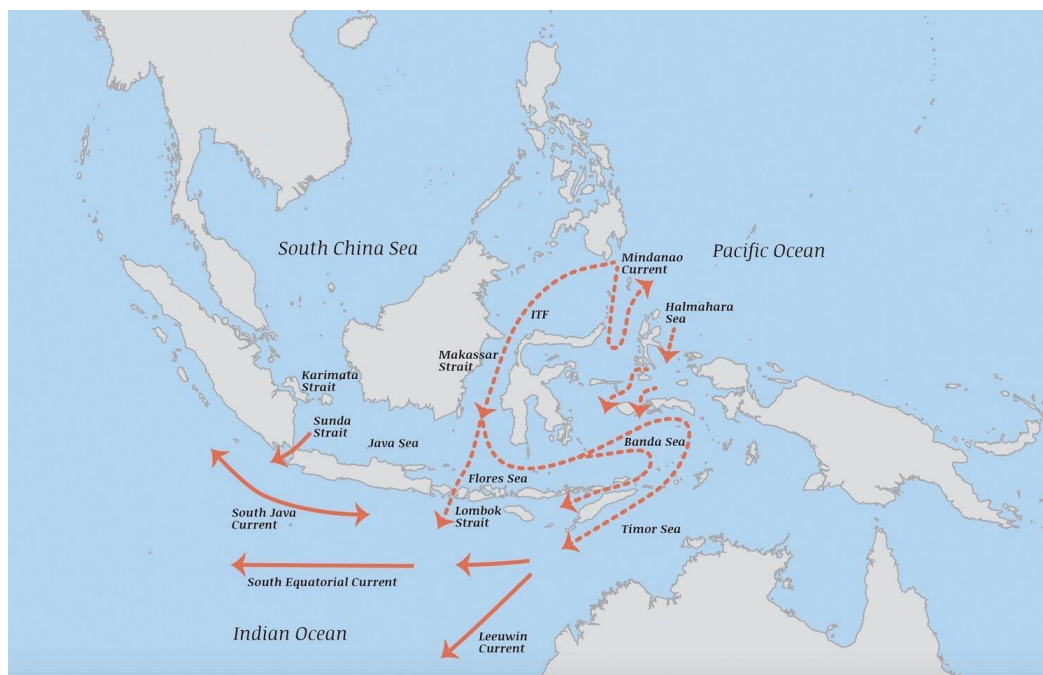 South China Sea
Pacific Ocean
Mindanao
Current
Halmahara
Sea
ITF
Makassar
Strait
Karimata
Strait
Sunda
Strait
Java Sea
Banda Sea
Flores Sea
South Java
Current
Lombok
Strait
Timor Sea
South Equatorial Current
Indian Ocean
Leeuwin
Current